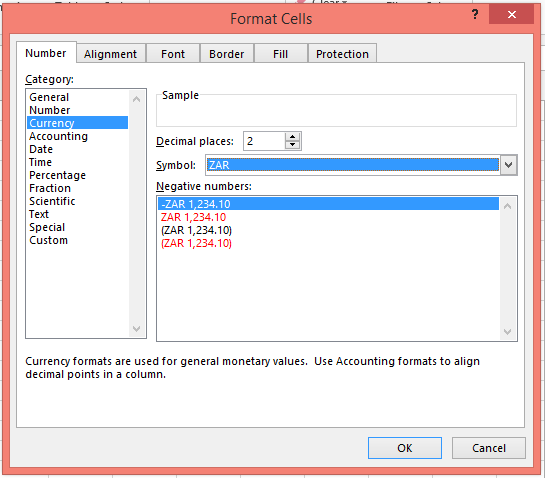 Format Cells
?
Number Alignment Font Border Fill Protection
Category:
General
Number
Currency
Accounting
Date
Time
Percentage
Fraction
Scientific
Text
Special
Custom
Sample
Decimal places: 2
Symbol: ZAR
Negative numbers:
-ZAR 1,234.10
ZAR 1,234.10
(ZAR 1,234.10)
(ZAR 1,234.10)
Currency formats are used for general monetary values. Use Accounting formats to align
decimal points in a column.
OK Cancel